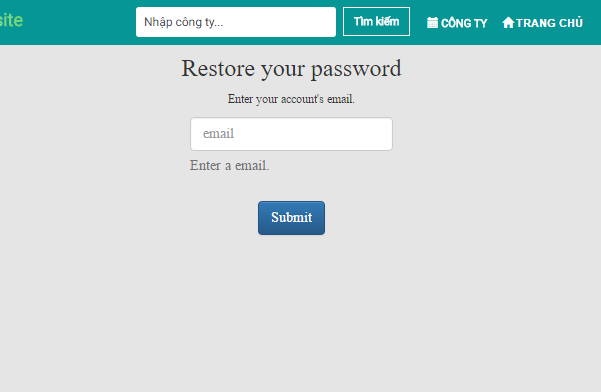 site
Nhập công ty...
Tìm kiếm
CÔNG TY
TRANG CHỦ
Restore your password
Enter your account's email.
email
Enter a email.
Submit